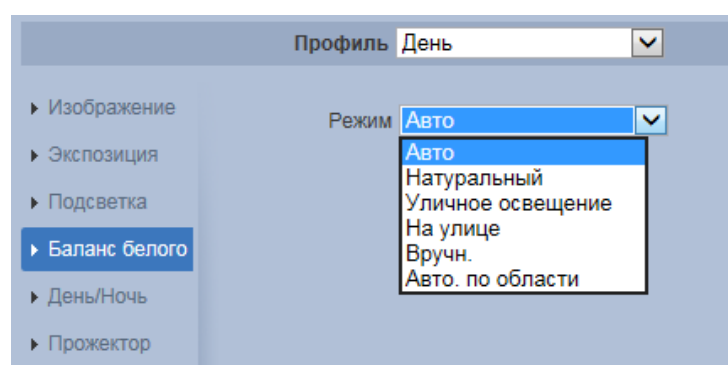 Профиль День
Изображение
Режим Авто
Экспозиция
Авто
Натуральный
Подсветка
Уличное освещение
На улице
Баланс белого
Вручн.
Авто. по области
День/Ночь
Прожектор